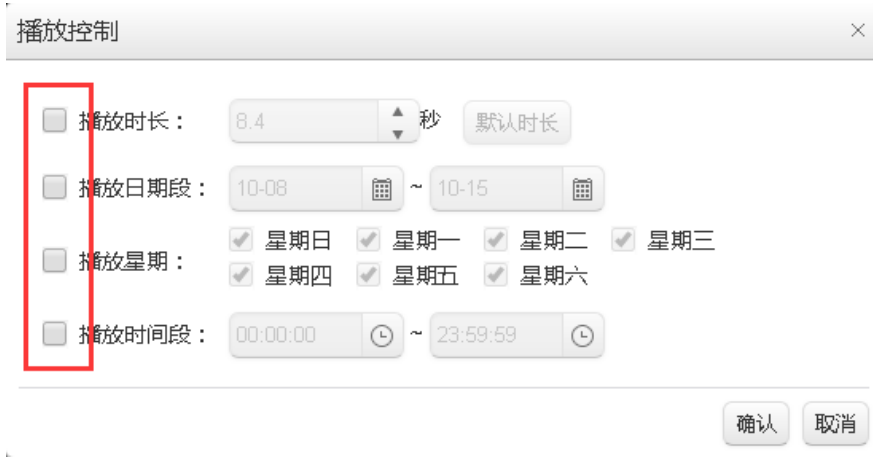 播放控制
播放时长： 8.4 秒 默认时长
播放日期段： 10-08 ~ 10-15
播放星期： 星期日 星期一 星期二 星期三
星期四 星期五 星期六
播放时间段： 00:00:00 ~ 23:59:59
确认 取消